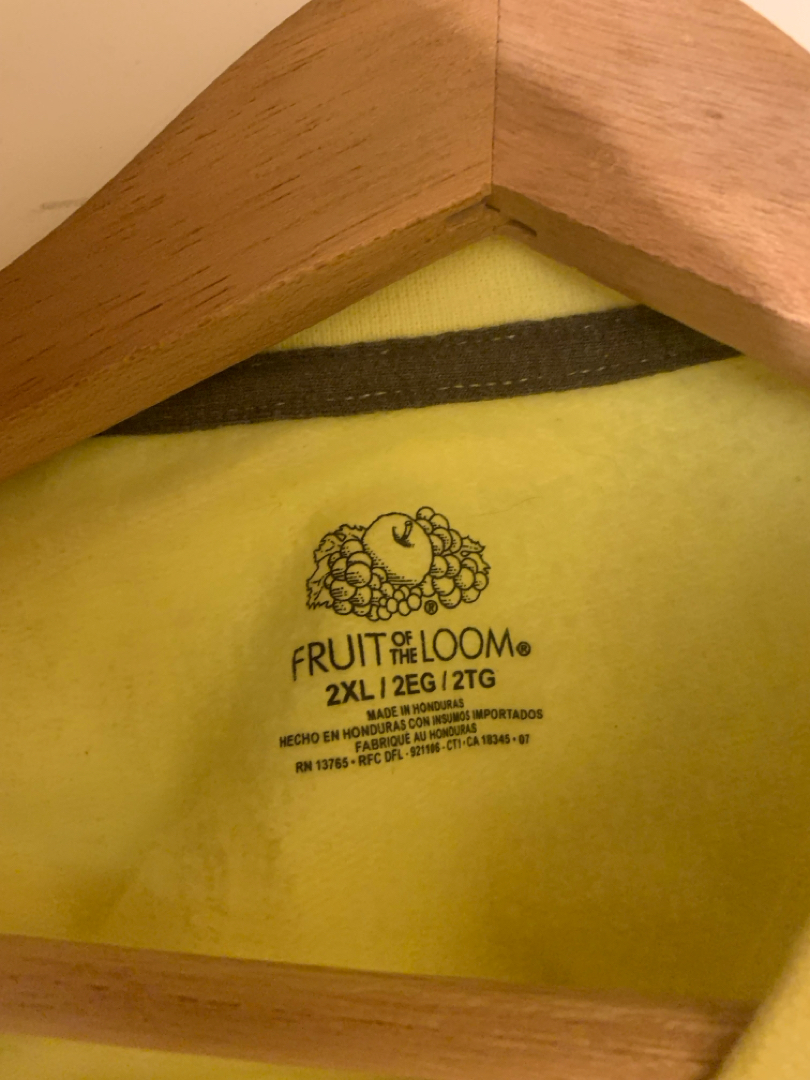 ®
FRUIT OF THE LOOM®
2XL / 2EG / 2TG
MADE IN HONDURAS
HECHO EN HONDURAS CON INSUMOS IMPORTADOS
FABRIQUÉ AU HONDURAS
RN 13765 • RFC DFL - 921106 - CT1 • CA 18345 • 07